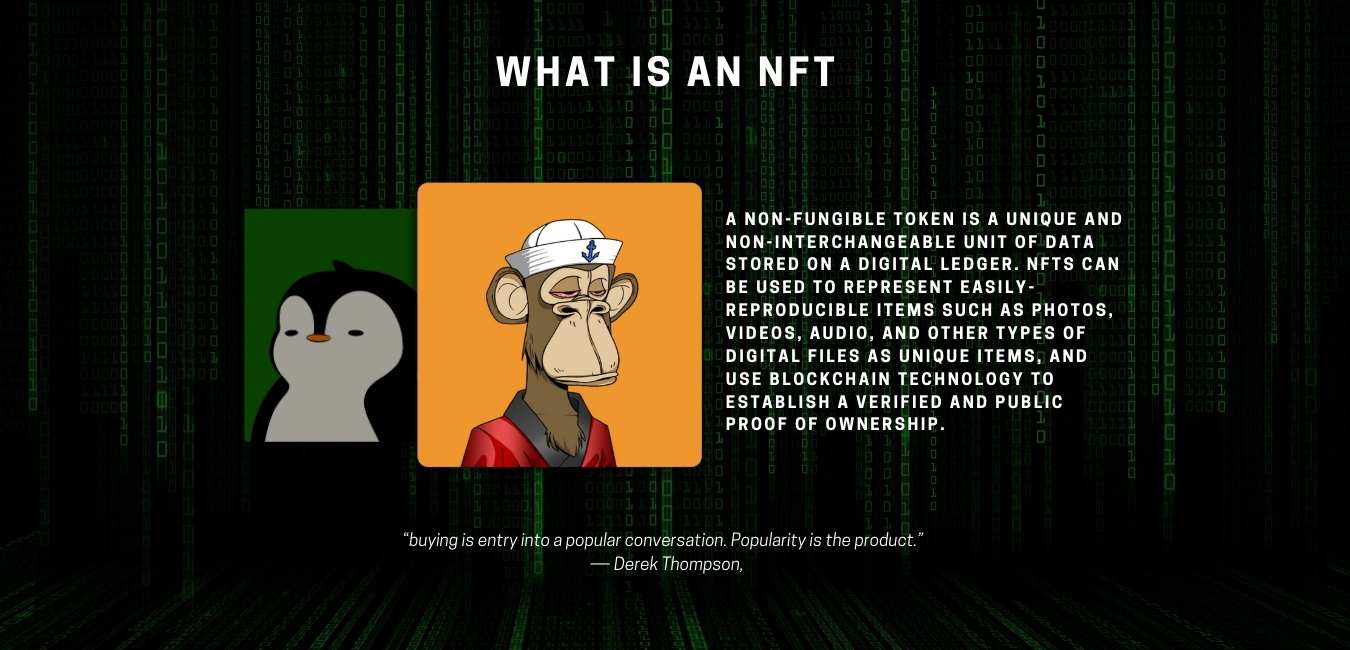 WHAT IS AN NFT
A NON-FUNGIBLE TOKEN IS A UNIQUE AND
NON-INTERCHANGEABLE UNIT OF DATA
STORED ON A DIGITAL LEDGER. NFTS CAN
BE USED TO REPRESENT EASILY-
REPRODUCIBLE ITEMS SUCH AS PHOTOS,
VIDEOS, AUDIO, AND OTHER TYPES OF
DIGITAL FILES AS UNIQUE ITEMS, AND
USE BLOCKCHAIN TECHNOLOGY TO
ESTABLISH A VERIFIED AND PUBLIC
PROOF OF OWNERSHIP.
“buying is entry into a popular conversation. Popularity is the product.”
— Derek Thompson,